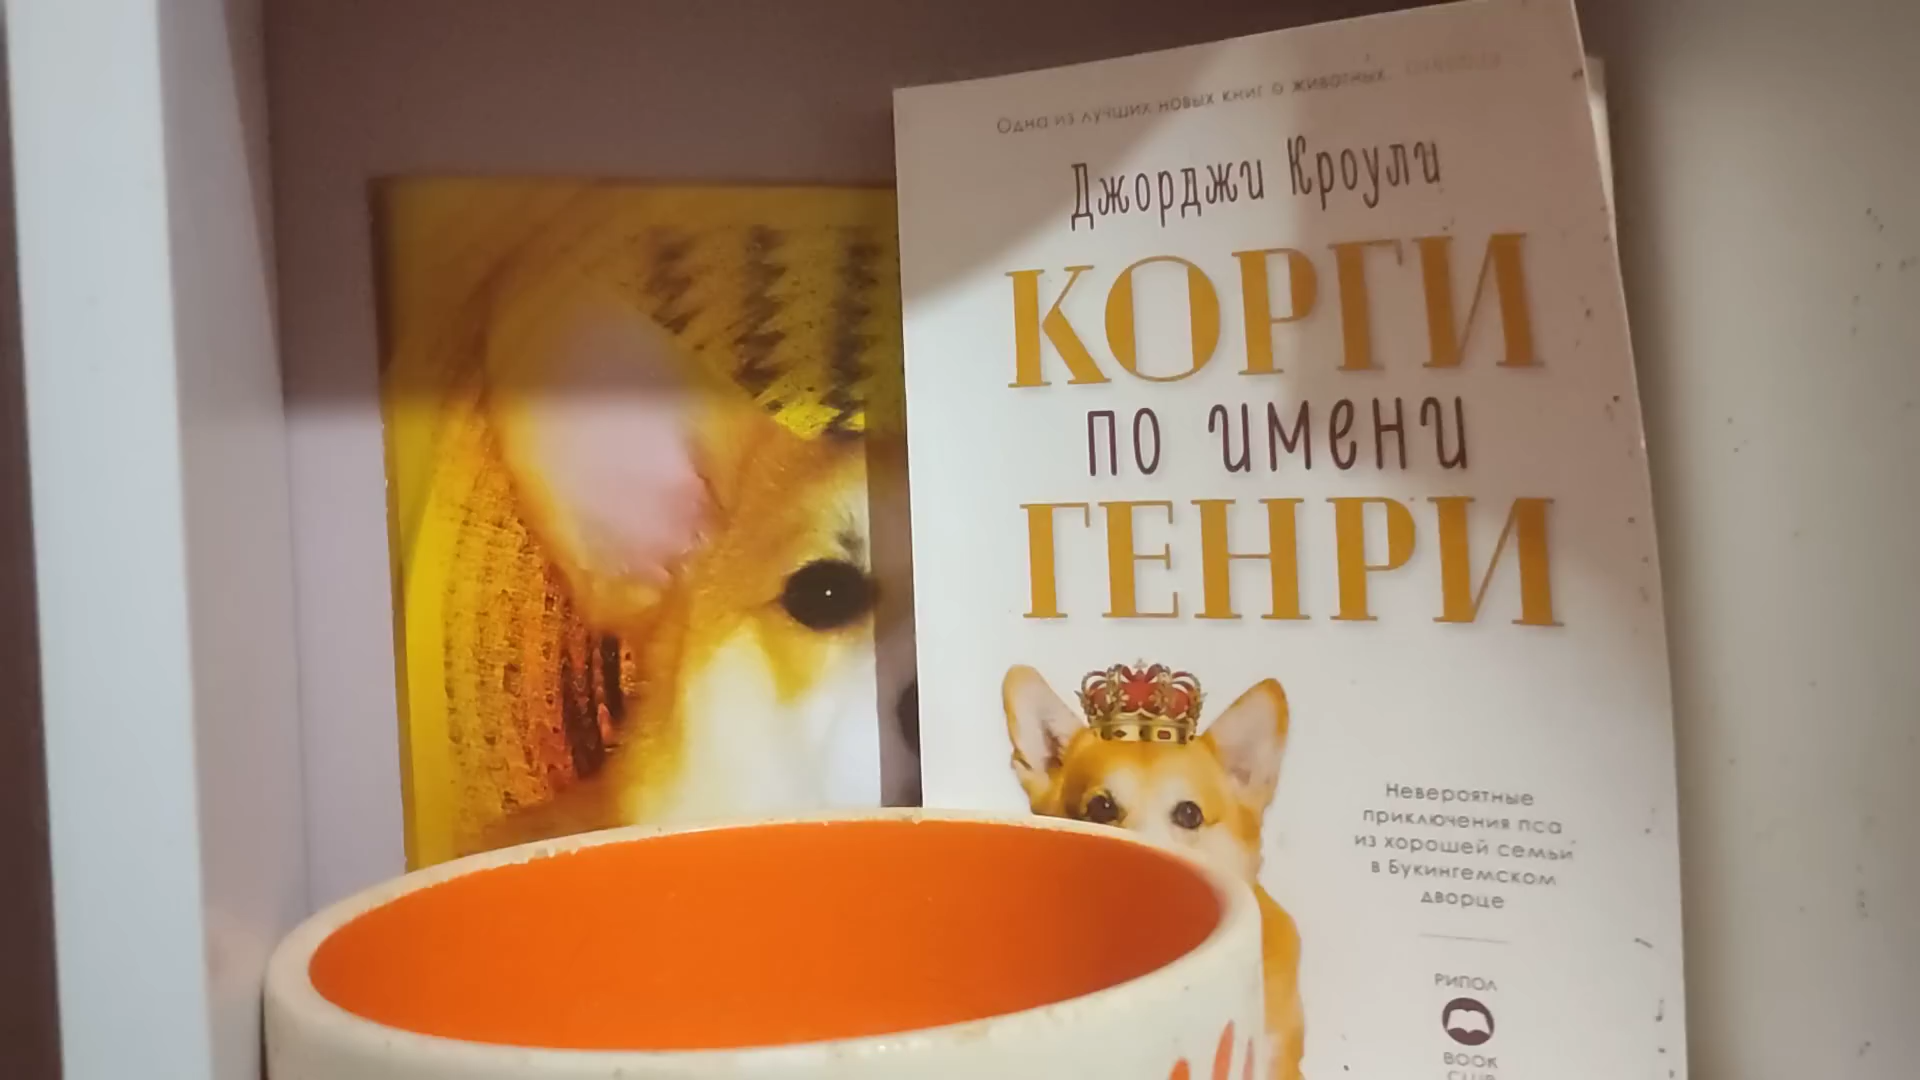 Одна из лучших новых книг о животных.
Джорджи Кроули
КОРГИ
по имени
ГЕНРИ
Невероятные
приключения пса
из хорошей семьи
в Букингемском
дворце
РИПОЛ
BOOK